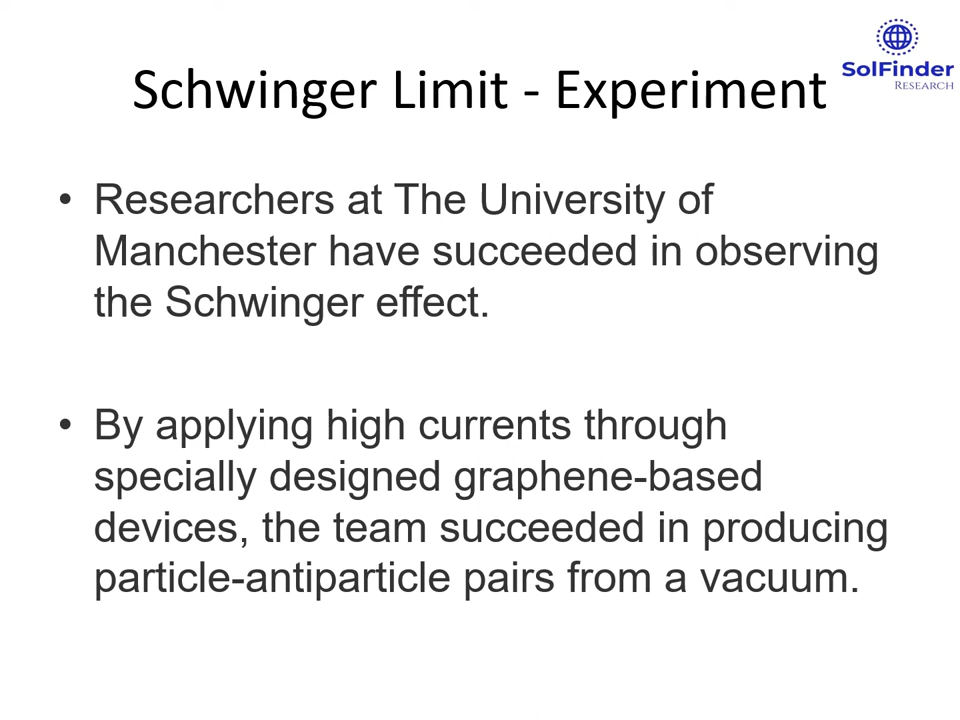 SolFinder
RESEARCH
Schwinger Limit - Experiment
• Researchers at The University of
Manchester have succeeded in observing
the Schwinger effect.
• By applying high currents through
specially designed graphene-based
devices, the team succeeded in producing
particle-antiparticle pairs from a vacuum.